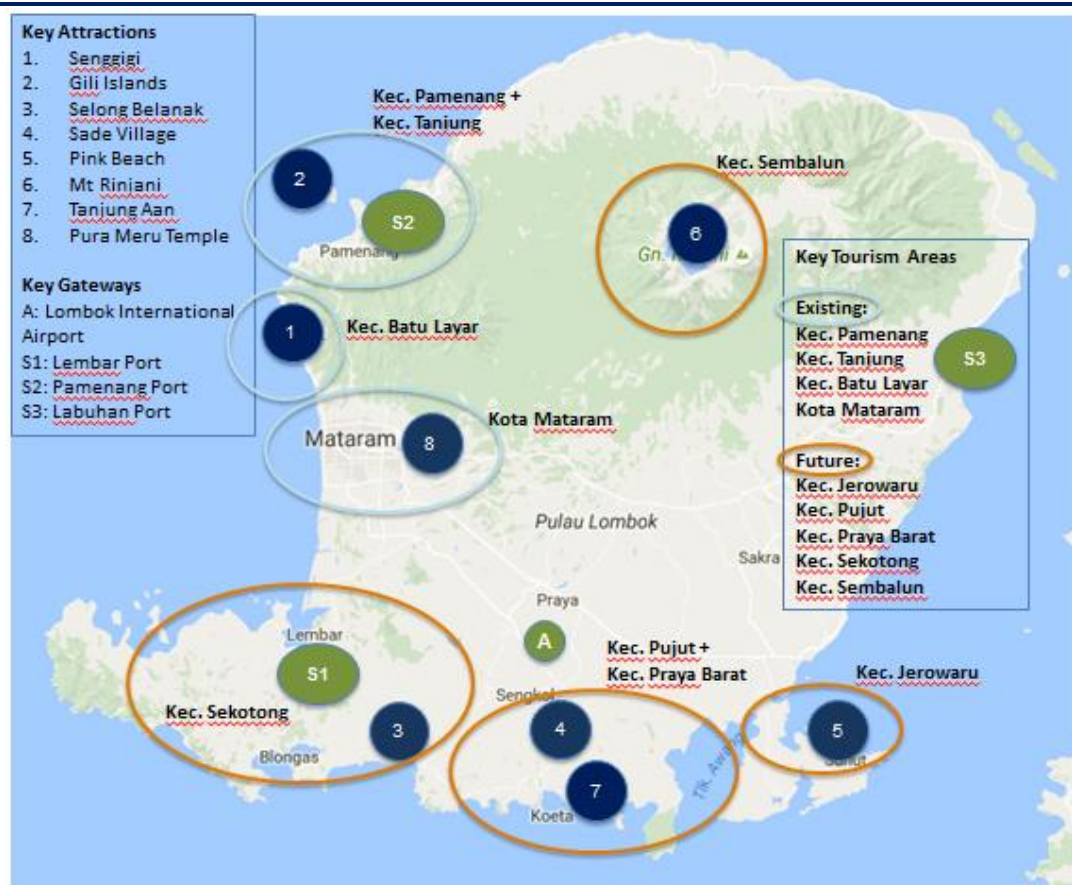 Key Attractions
1. Senggigi
2. Gili Islands
3. Selong Belanak
4. Sade Village
5. Pink Beach
6. Mt Riniani
7. Tanjung Aan
8. Pura Meru Temple
Key Gateways
A: Lombok International
Airport
S1: Lembar Port
S2: Pamenang Port
S3: Labuhan Port
Kec. Pamenang +
Kec. Taniung
2
S2
Pamenang
Kec. Sembalun
6
Gn.
1
Kec. Batu Layar
Key Tourism Areas
Existing:
Kec. Pamenang
Kec. Tanjung
Kec. Batu Layar
Kota Mataram
Future:
Kec. Jerowaru
Kec. Pujut
Kec. Praya Barat
Kec. Sekotong
Kec. Sembalun
S3
Kota Mataram
Mataram
8
Pulau Lombok
Sakra
Praya
A
Lembar
S1
Kec. Sekotong
3
Blongas
Kec. Pujut +
Kec. Praya Barat
Sengkol
4
7
Koeta
Tlk. Awang
Kec. Jerowaru
5